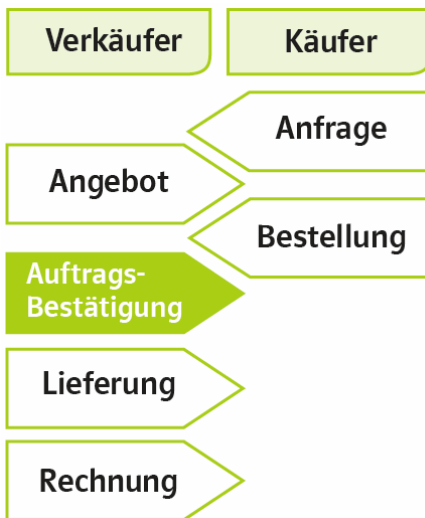 Verkäufer
Käufer
Anfrage
Angebot
Bestellung
Auftrags-
Bestätigung
Lieferung
Rechnung